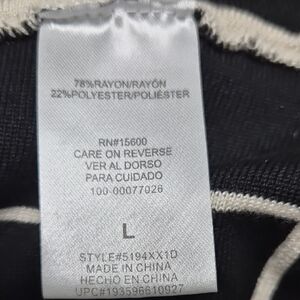 78%RAYON/RAYÓN
22%POLYESTER/POLIÉSTER
RN#15600
CARE ON REVERSE
VER AL DORSO
PARA CUIDADO
100-00077026
L
STYLE#5194XX1D
MADE IN CHINA
HECHO EN CHINA
UPC#193596610927